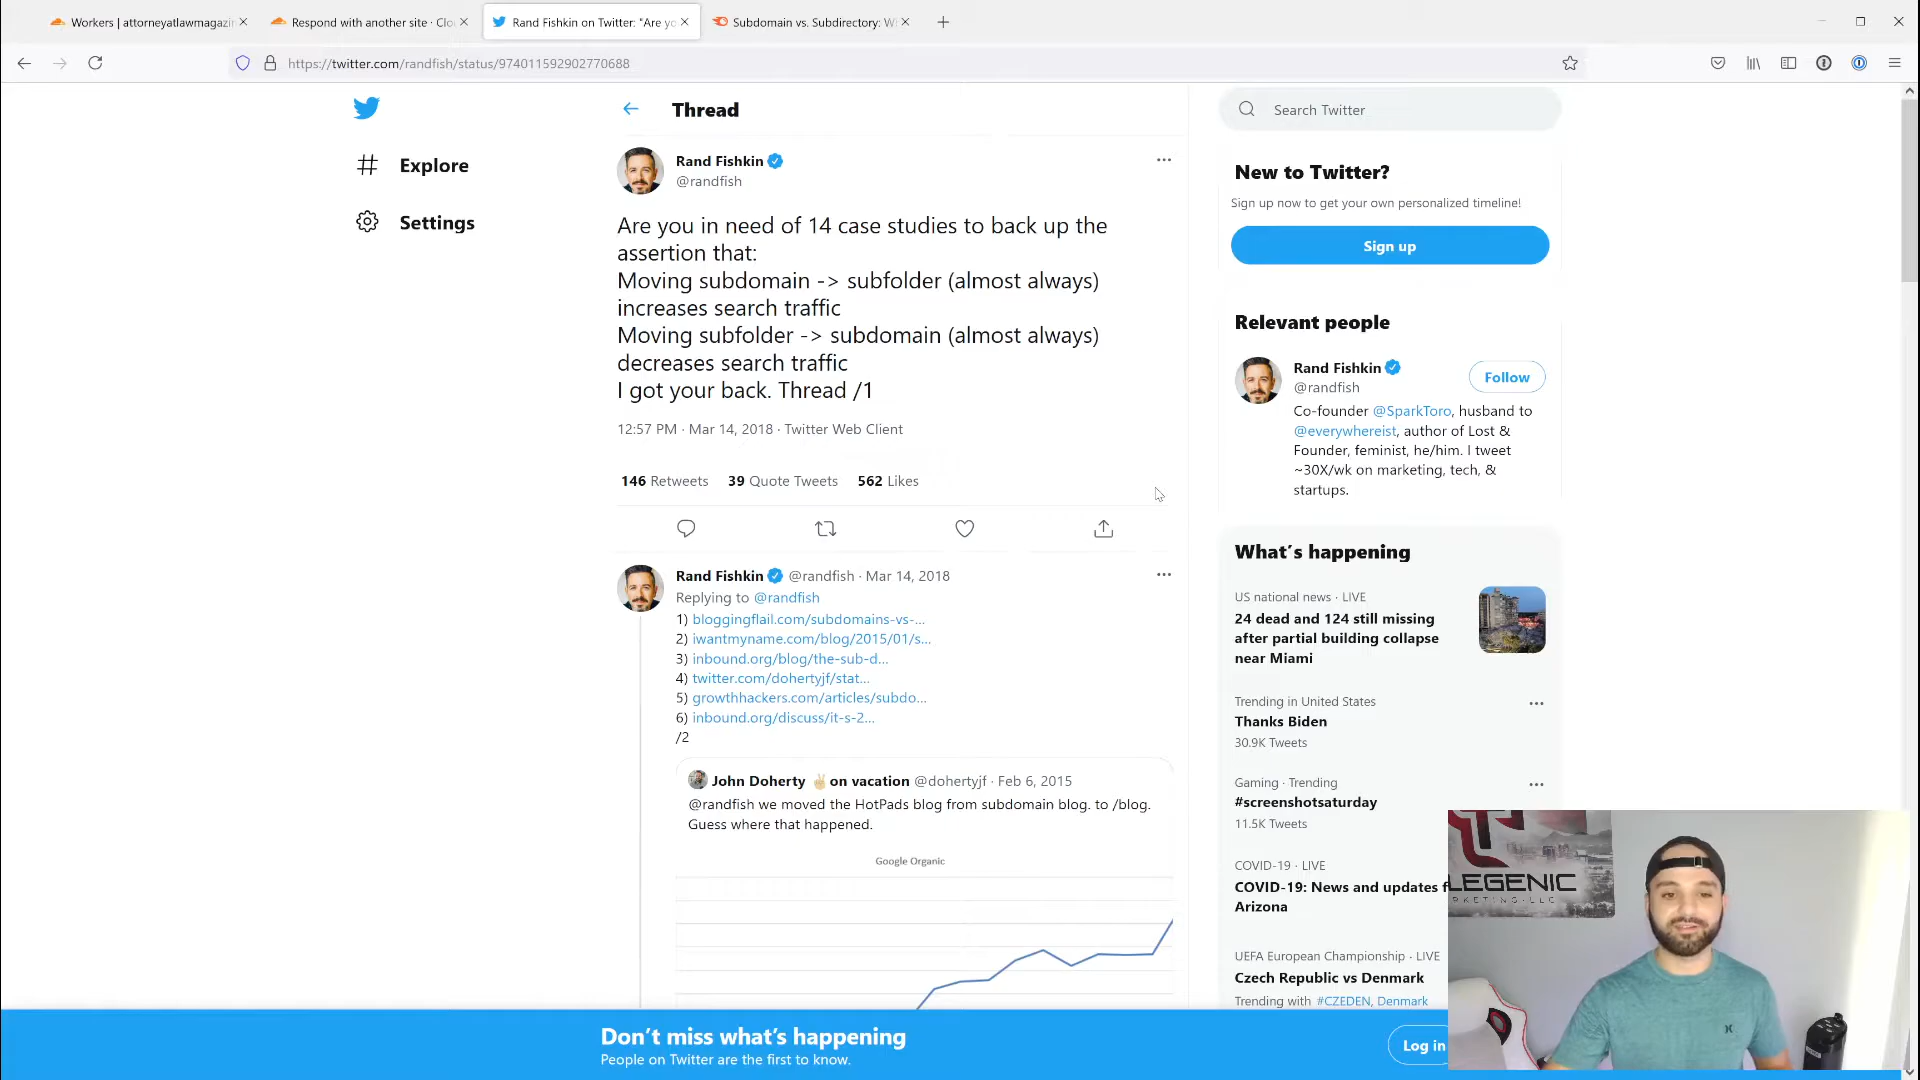 Workers | attorneyatlawmagazin
Respond with another site · Clo
Rand Fishkin on Twitter: "Are yo
Subdomain vs. Subdirectory: W
https://twitter.com/randfish/status/974011592902770688
Explore
Settings
Thread
Rand Fishkin
@randfish
Are you in need of 14 case studies to back up the
assertion that:
Moving subdomain -> subfolder (almost always)
increases search traffic
Moving subfolder -> subdomain (almost always)
decreases search traffic
I got your back. Thread /1
12:57 PM · Mar 14, 2018 · Twitter Web Client
146 Retweets 39 Quote Tweets 562 Likes
Rand Fishkin @randfish · Mar 14, 2018
Replying to @randfish
1) bloggingflail.com/subdomains-vs-...
2) iwantmyname.com/blog/2015/01/s...
3) inbound.org/blog/the-sub-d...
4) twitter.com/dohertyjf/stat...
5) growthhackers.com/articles/subdo...
6) inbound.org/discuss/it-s-2...
/2
John Doherty ✌on vacation @dohertyjf · Feb 6, 2015
@randfish we moved the HotPads blog from subdomain blog. to /blog.
Guess where that happened.
Google Organic
Search Twitter
New to Twitter?
Sign up now to get your own personalized timeline!
Sign up
Relevant people
Rand Fishkin
@randfish
Follow
Co-founder @SparkToro, husband to
@everywhereist, author of Lost &
Founder, feminist, he/him. I tweet
~30X/wk on marketing, tech, &
startups.
What's happening
US national news · LIVE
24 dead and 124 still missing
after partial building collapse
near Miami
Trending in United States
Thanks Biden
30.9K Tweets
Gaming · Trending
#screenshotsaturday
11.5K Tweets
COVID-19 · LIVE
COVID-19: News and updates f
Arizona
UEFA European Championship · LIVE
Czech Republic vs Denmark
Trending with #CZEDEN, Denmark
Don't miss what's happening
People on Twitter are the first to know.
Log in
LEGENIC
RKETING·LLC